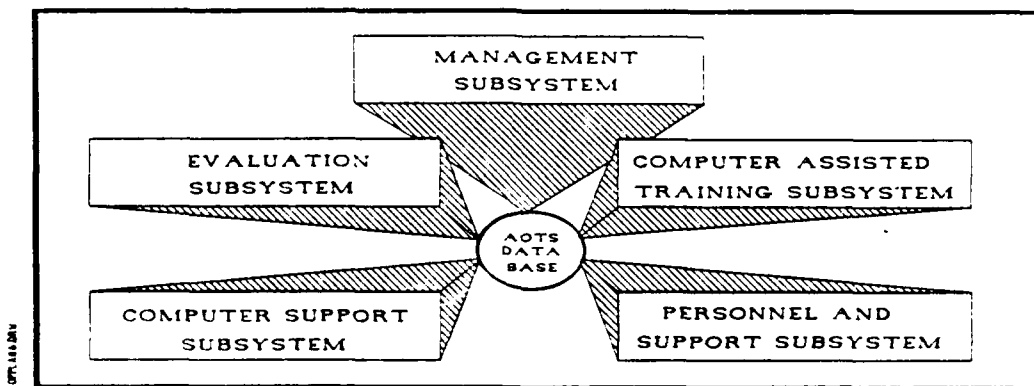 MANAGEMENT
SUBSYSTEM
EVALUATION
SUBSYSTEM
COMPUTER ASSISTED
TRAINING SUBSYSTEM
AOTS
DATA
BASE
COMPUTER SUPPORT
SUBSYSTEM
PERSONNEL AND
SUPPORT SUBSYSTEM